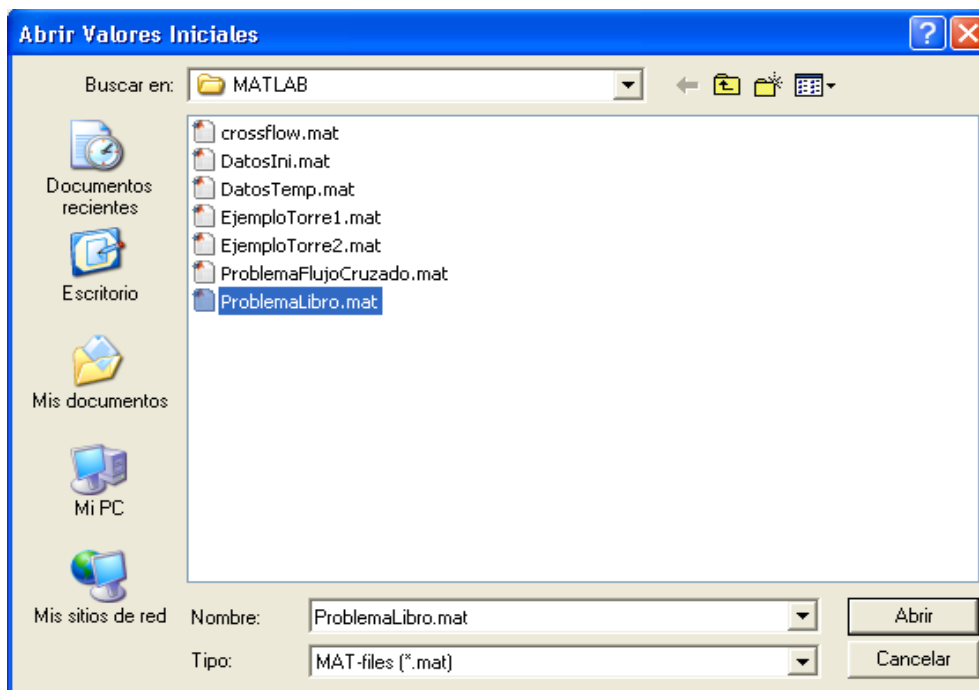 Abrir Valores Iniciales
Buscar en: MATLAB
Documentos
recientes
Escritorio
Mis documentos
Mi PC
Mis sitios de red
crossflow.mat
DatosIni.mat
DatosTemp.mat
EjemploTorre1.mat
EjemploTorre2.mat
ProblemaFlujoCruzado.mat
ProblemaLibro.mat
Nombre: ProblemaLibro.mat Abrir
Tipo: MAT-files (*.mat) Cancelar